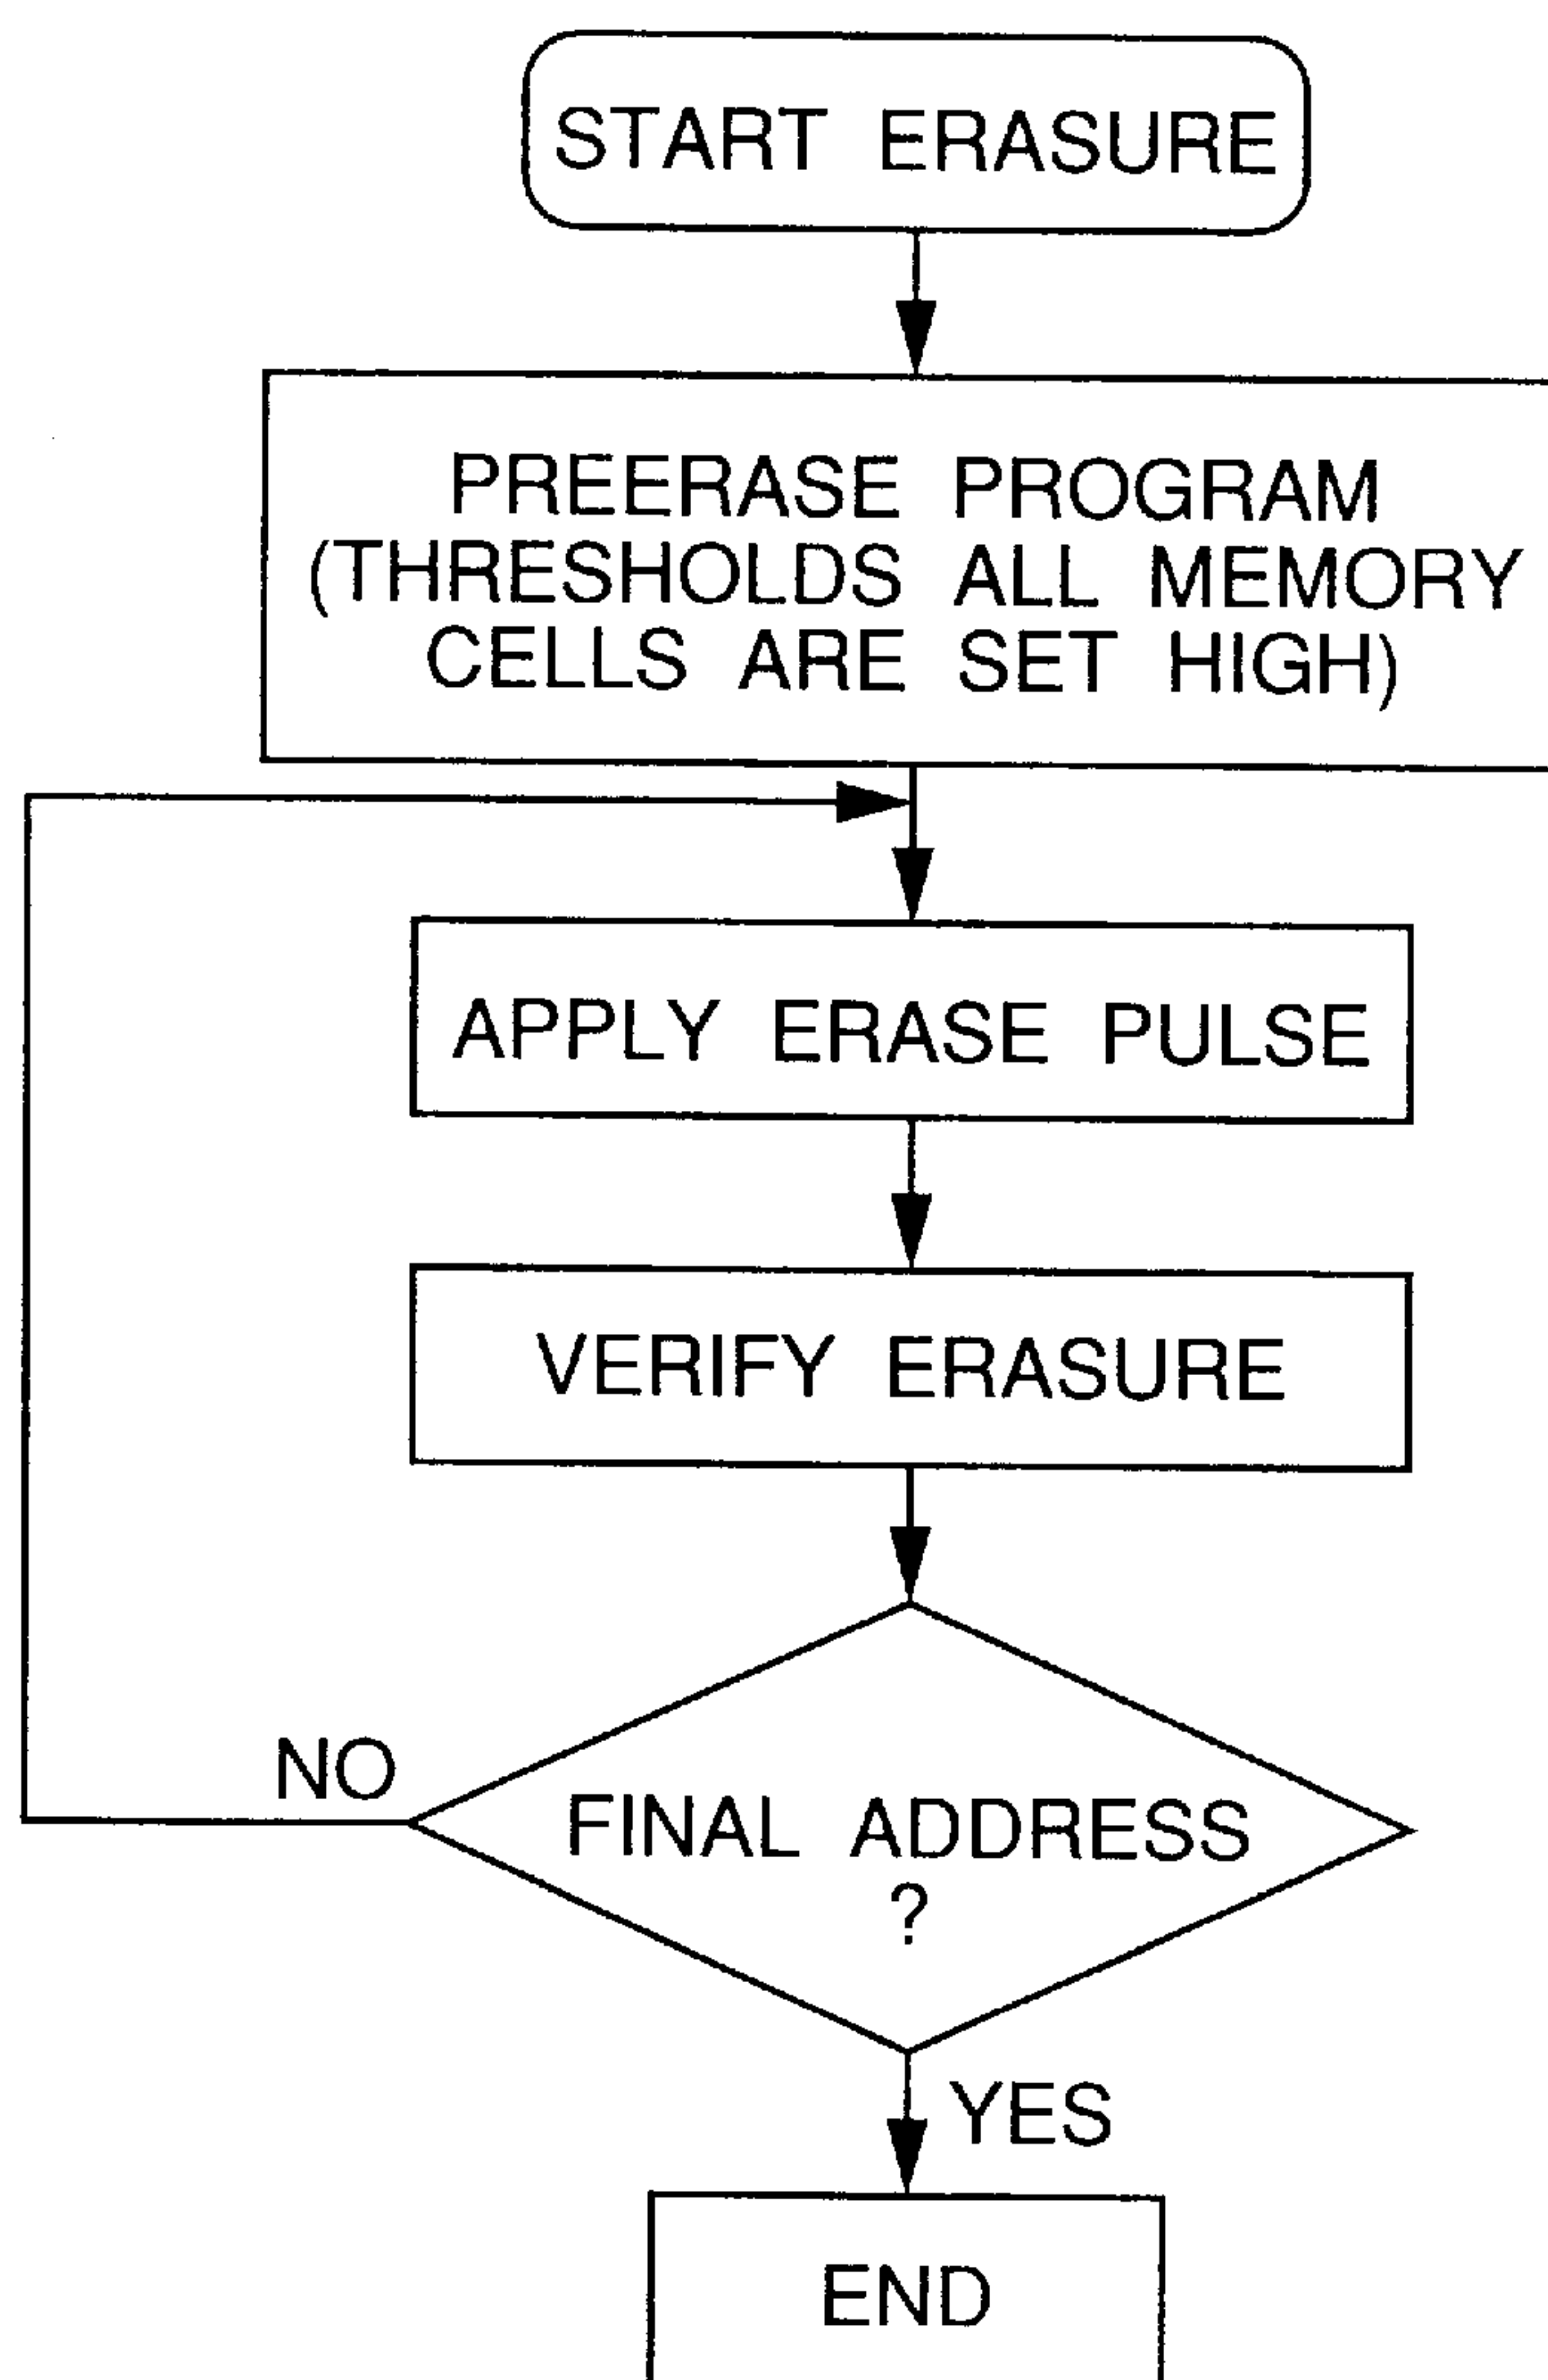 START ERASURE
PREERASE PROGRAM
(THRESHOLDS ALL MEMORY
CELLS ARE SET HIGH)
APPLY ERASE PULSE
VERIFY ERASURE
NO
FINAL ADDRESS
?
YES
END